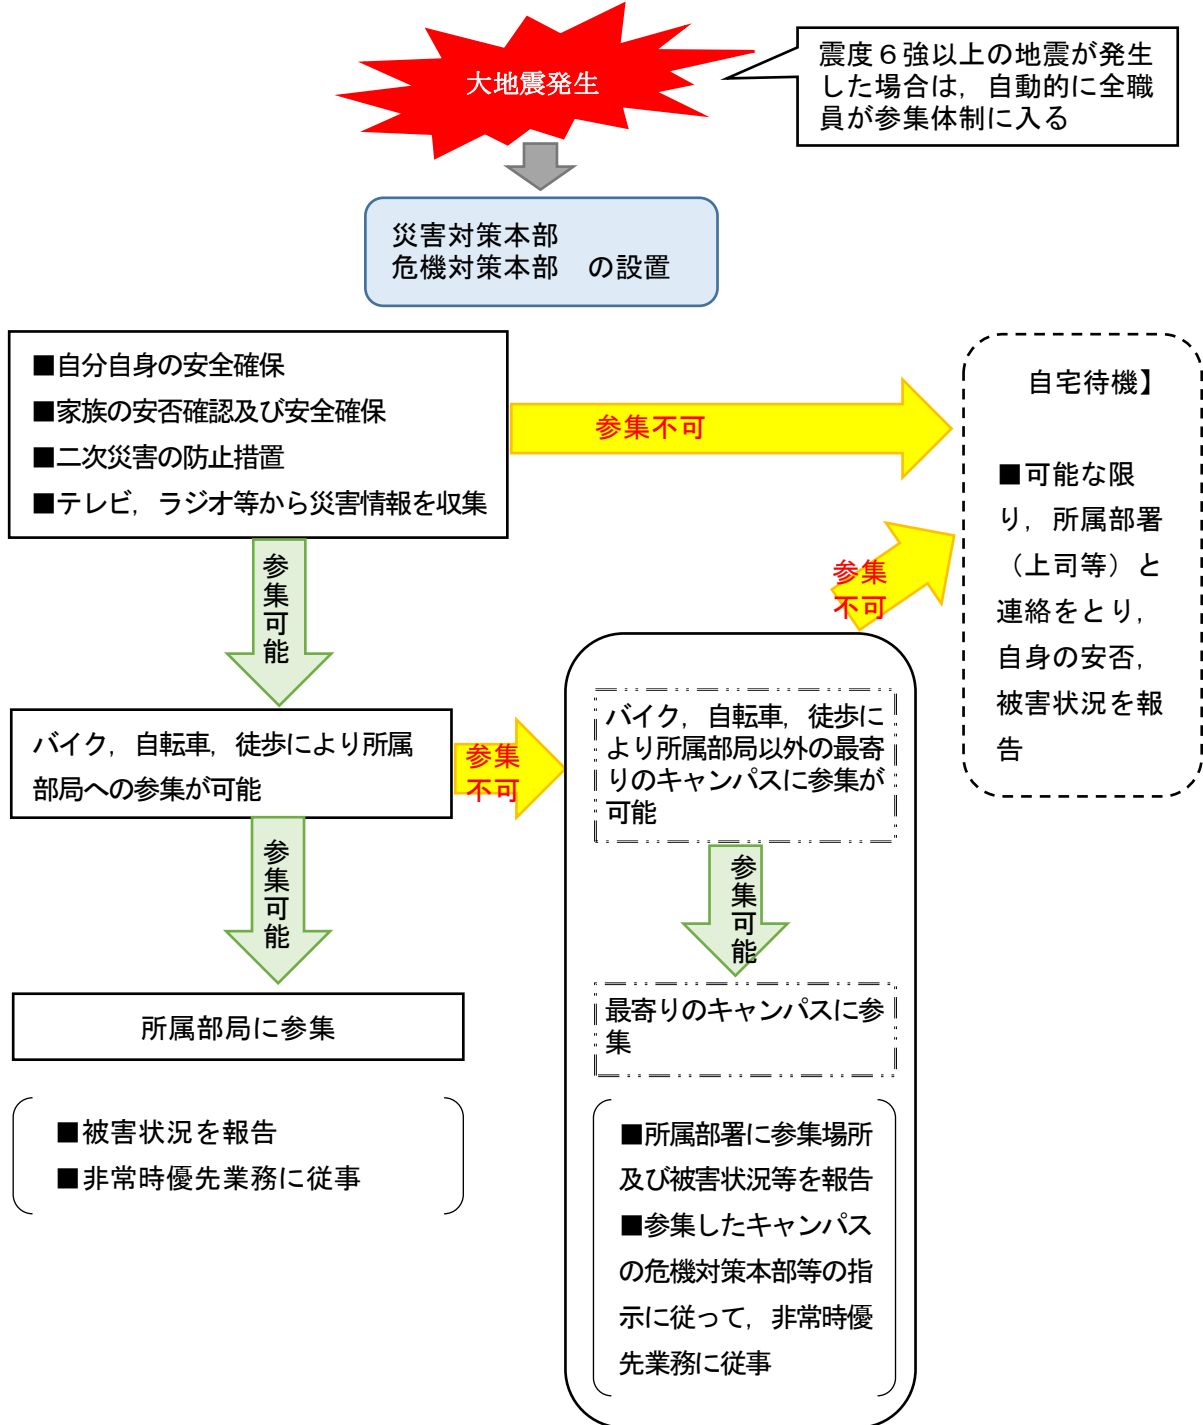 大地震発生
震度６強以上の地震が発生
した場合は，自動的に全職
員が参集体制に入る
災害対策本部
危機対策本部　の設置
■自分自身の安全確保
■家族の安否確認及び安全確保
■二次災害の防止措置
■テレビ，ラジオ等から災害情報を収集
参集不可
自宅待機】
■可能な限
り，所属部署
（上司等）と
連絡をとり，
自身の安否，
被害状況を報
告
参集可能
参集
不可
バイク，自転車，徒歩により所属
部局への参集が可能
参集
不可
バイク，自転車，徒歩に
より所属部局以外の最寄
りのキャンパスに参集が
可能
参集可能
参集可能
所属部局に参集
最寄りのキャンパスに参
集
■被害状況を報告
■非常時優先業務に従事
■所属部署に参集場所
及び被害状況等を報告
■参集したキャンパス
の危機対策本部等の指
示に従って，非常時優
先業務に従事